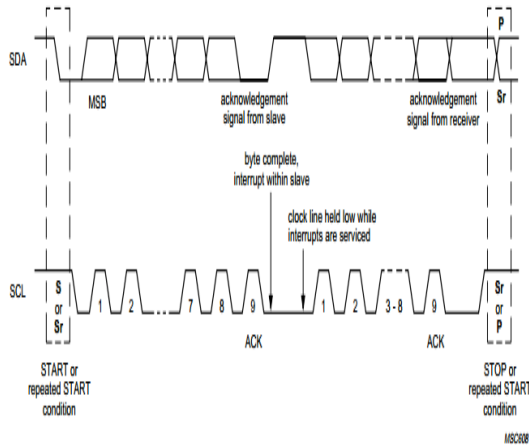 P
SDA
MSB
acknowledgement
signal from slave
acknowledgement
signal from receiver
Sr
byte complete,
interrupt within slave
clock line held low while
interrupts are serviced
SCL
S
or
Sr
1 2 7 8 9 1 2 3 - 8 9
Sr
or
P
ACK ACK
START or
repeated START
condition
STOP or
repeated START
condition